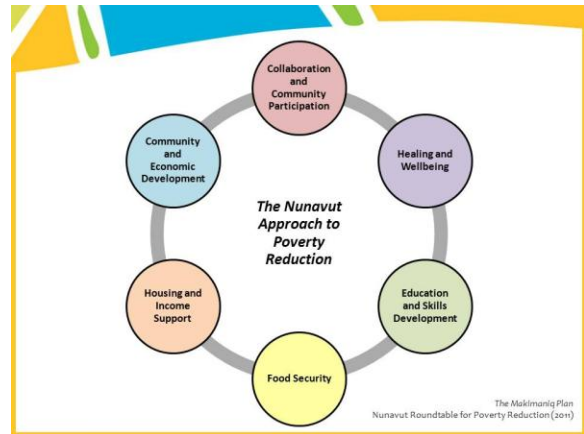 Collaboration
and
Community
Participation
Healing and
Wellbeing
Education
and Skills
Development
Food Security
Housing and
Income
Support
Community
and
Economic
Development
The Nunavut
Approach to
Poverty
Reduction
The Makimaniq Plan
Nunavut Roundtable for Poverty Reduction (2011)